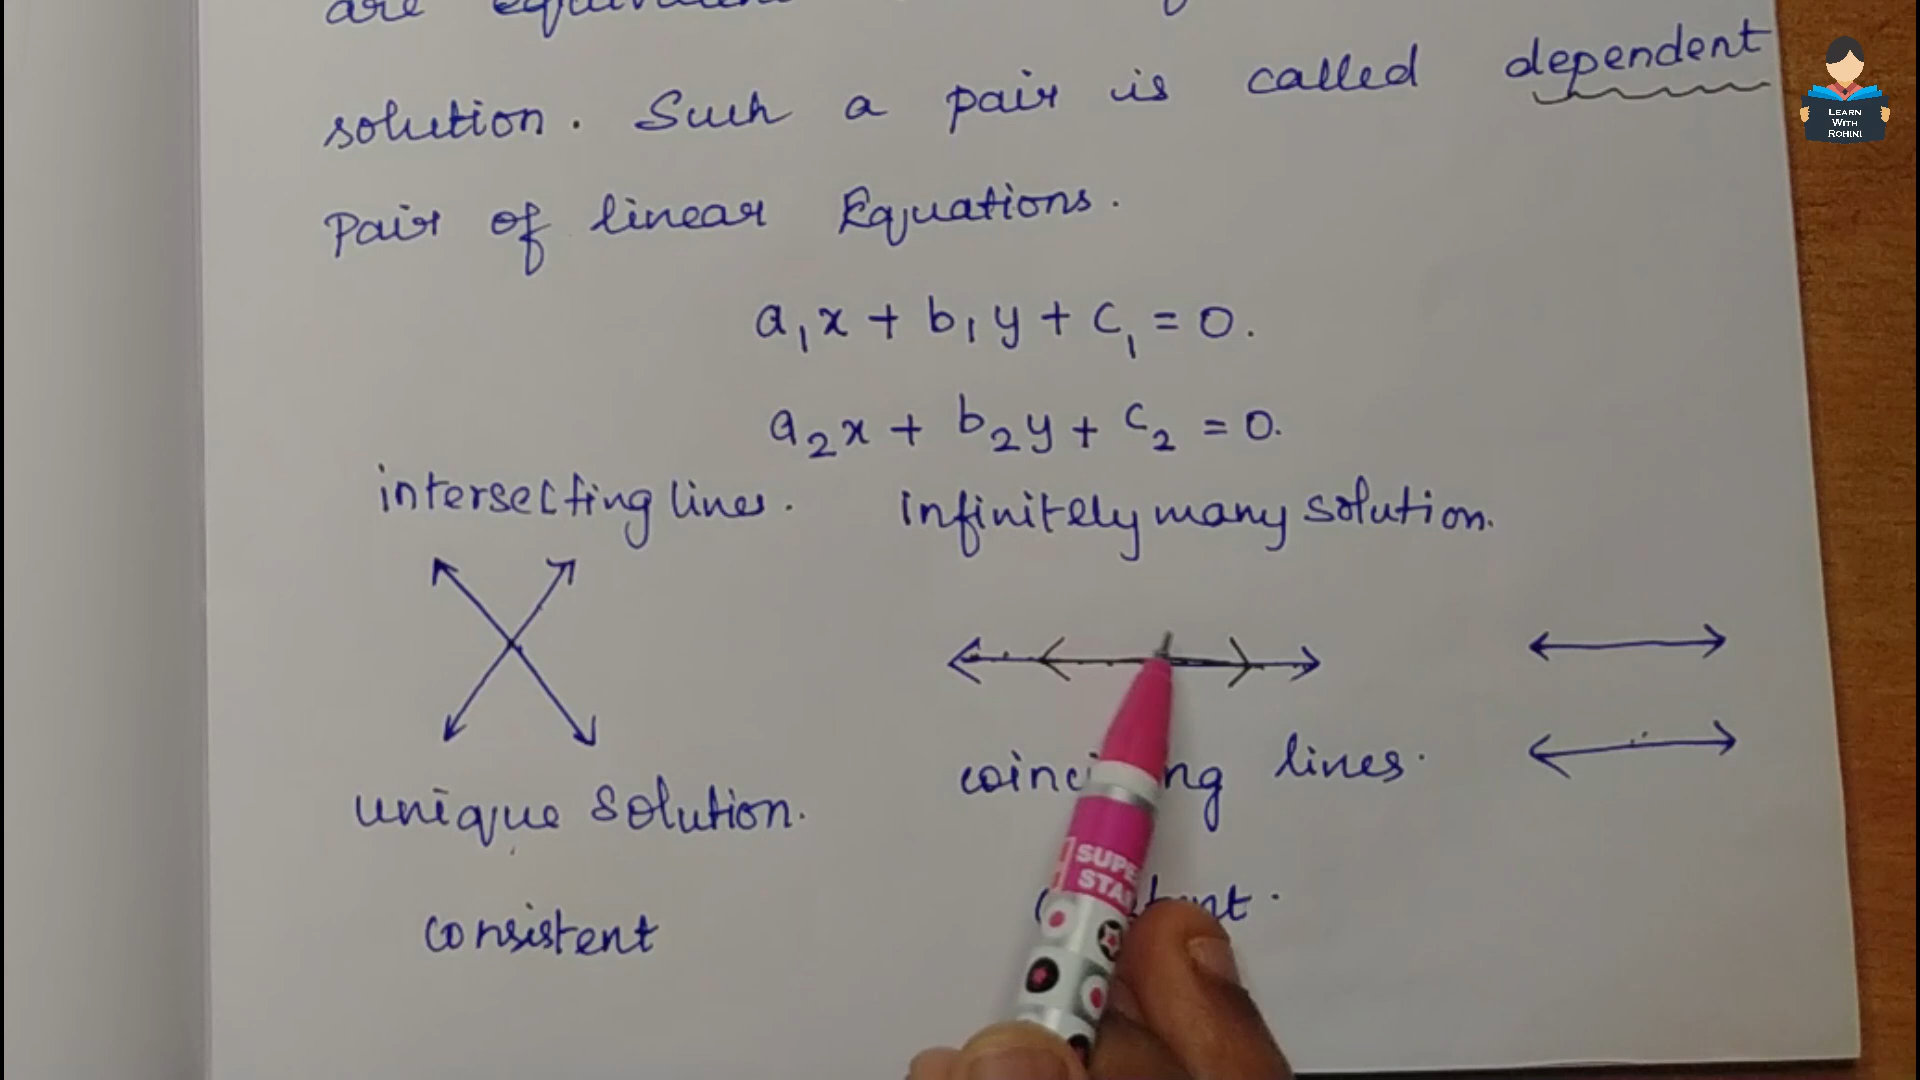 are
solution. Such a pair is called dependent
Pair of linear Equations.
a₁x + b₁y + c₁ = 0.
a₂x + b₂y + c₂ = 0.
intersecting lines. infinitely many solution.
lines.
unique solution.
consistent
LEARN
WITH
ROHINI